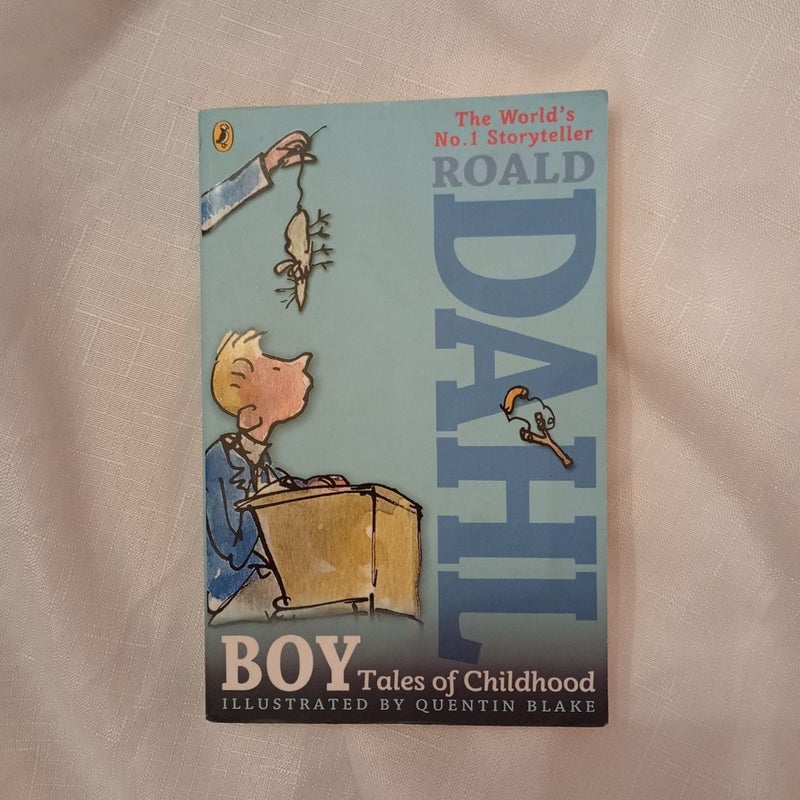 The World's
No.1 Storyteller
ROALD
DAHL
BOY Tales of Childhood
ILLUSTRATED BY QUENTIN BLAKE